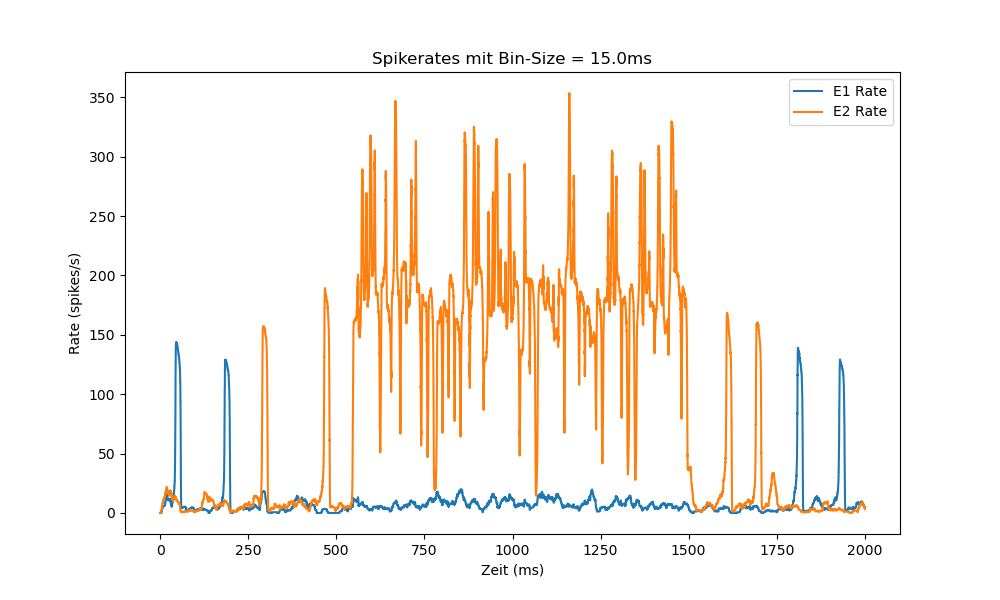 Spikerates mit Bin-Size = 15.0ms
E1 Rate
E2 Rate
Rate (spikes/s)
350
300
250
200
150
100
50
0
0 250 500 750 1000 1250 1500 1750 2000
Zeit (ms)